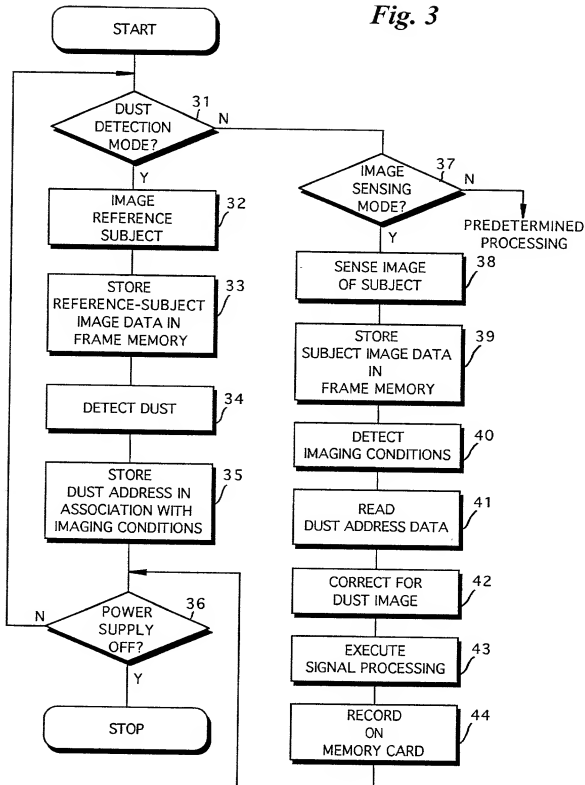 Fig. 3
START
31
DUST
DETECTION
MODE?
N
Y
IMAGE
REFERENCE
SUBJECT
32
STORE
REFERENCE-SUBJECT
IMAGE DATA IN
FRAME MEMORY
33
DETECT DUST
34
STORE
DUST ADDRESS IN
ASSOCIATION WITH
IMAGING CONDITIONS
35
POWER
SUPPLY
OFF?
36
N
Y
STOP
IMAGE
SENSING
MODE?
37
N
Y
PREDETERMINED
PROCESSING
SENSE IMAGE
OF SUBJECT
38
STORE
SUBJECT IMAGE DATA
IN
FRAME MEMORY
39
DETECT
IMAGING CONDITIONS
40
READ
DUST ADDRESS DATA
41
CORRECT FOR
DUST IMAGE
42
EXECUTE
SIGNAL PROCESSING
43
RECORD
ON
MEMORY CARD
44